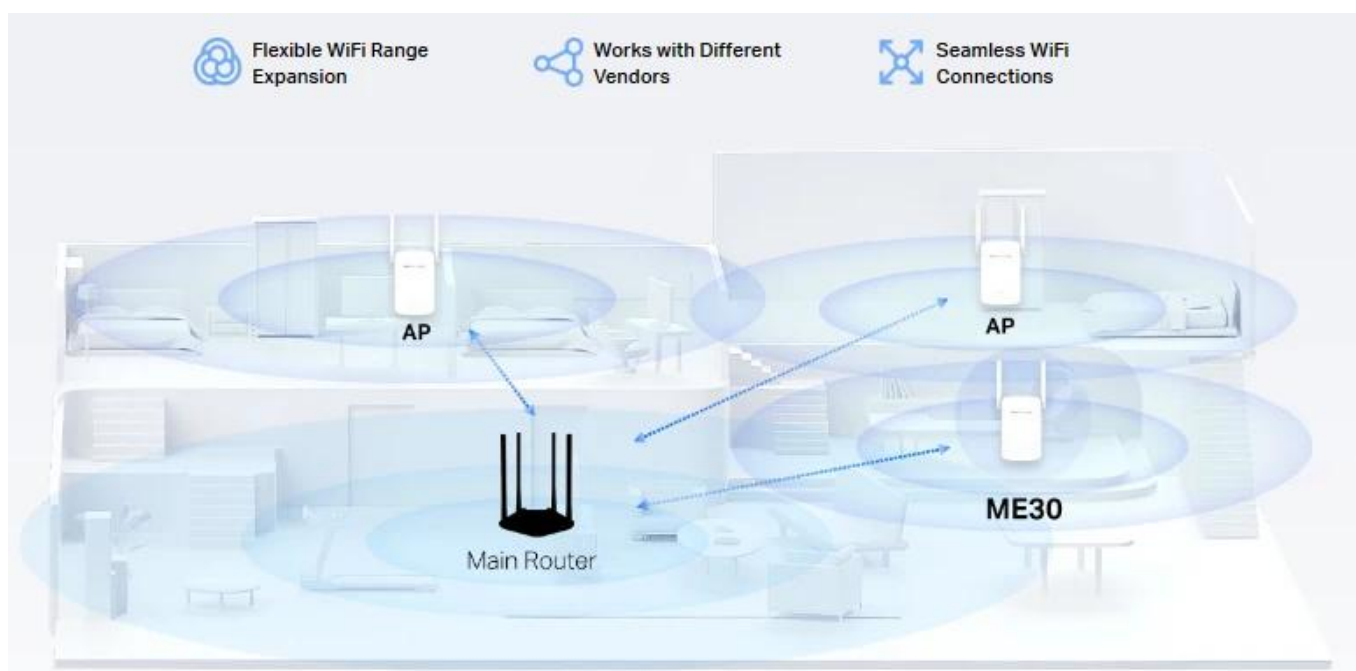 Flexible WiFi Range
Expansion
Works with Different
Vendors
Seamless WiFi
Connections
AP
AP
ME30
Main Router